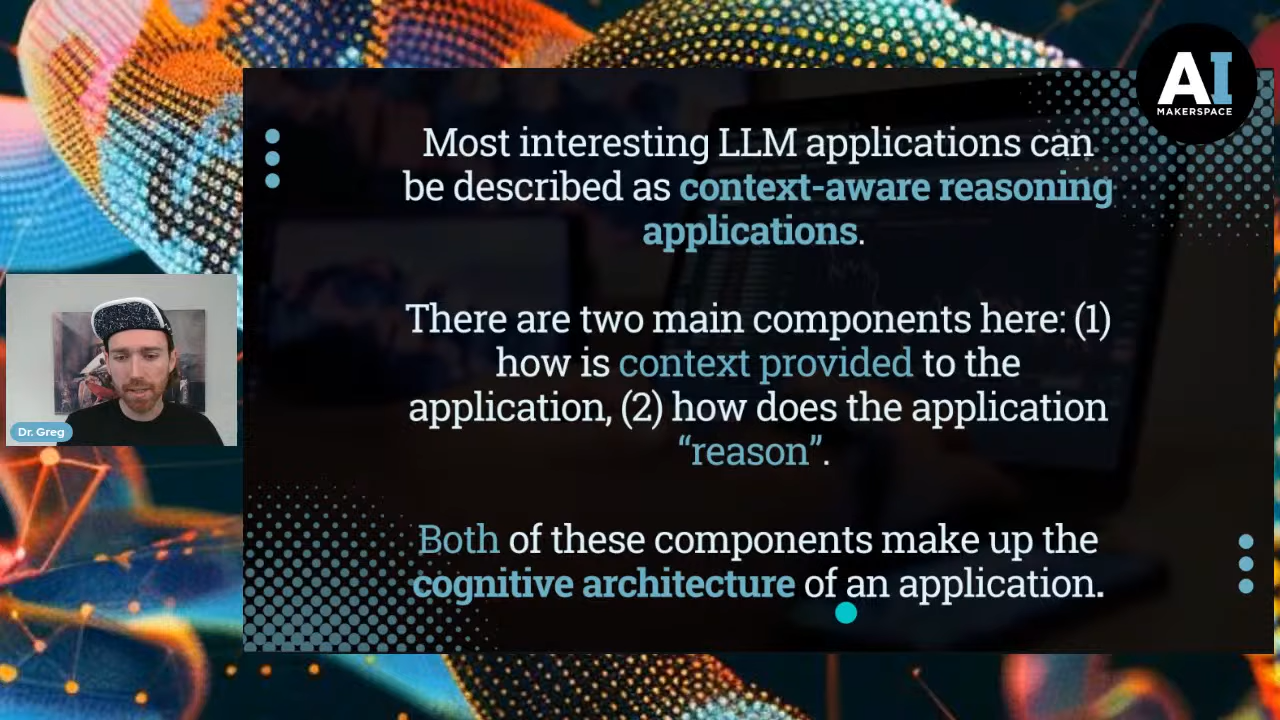 AI
MAKERSPACE
Most interesting LLM applications can
be described as context-aware reasoning
applications.
There are two main components here: (1)
how is context provided to the
application, (2) how does the application
“reason”.
Both of these components make up the
cognitive architecture of an application.
Dr. Greg